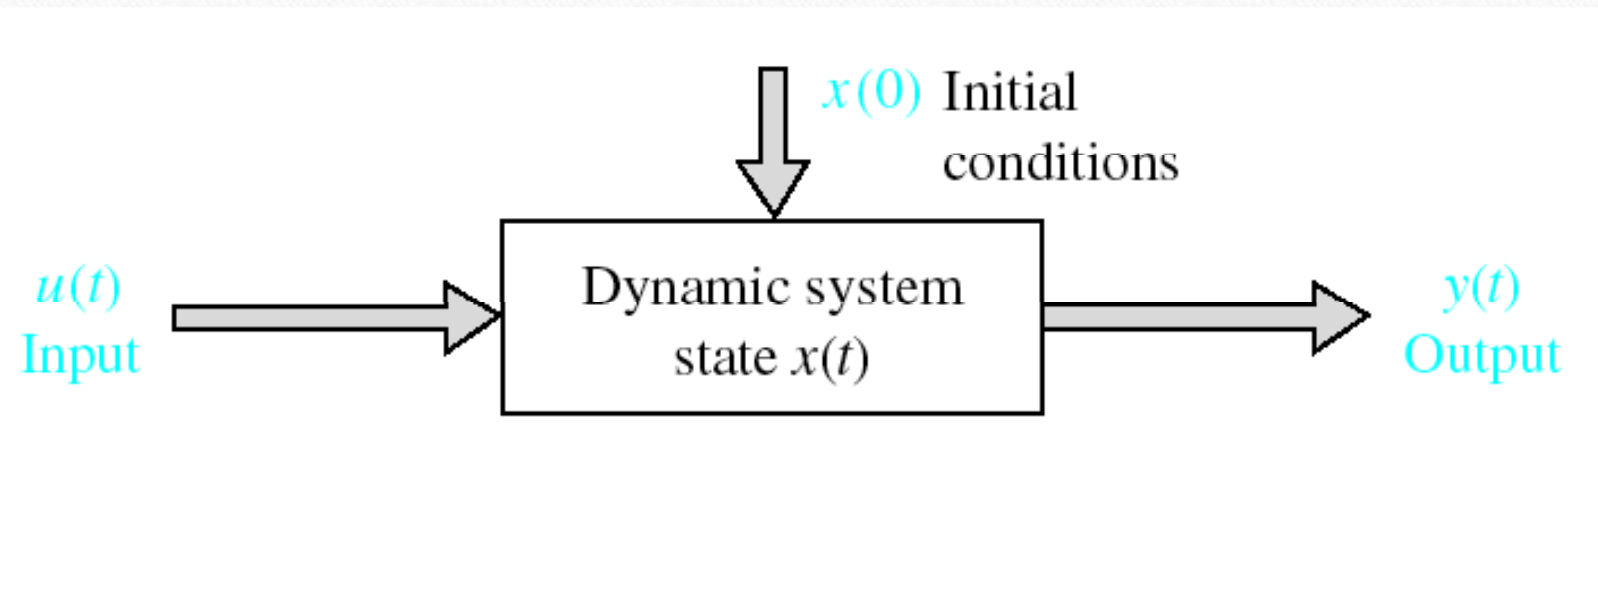 x(0) Initial
conditions
u(t)
Input
Dynamic system
state x(t)
y(t)
Output